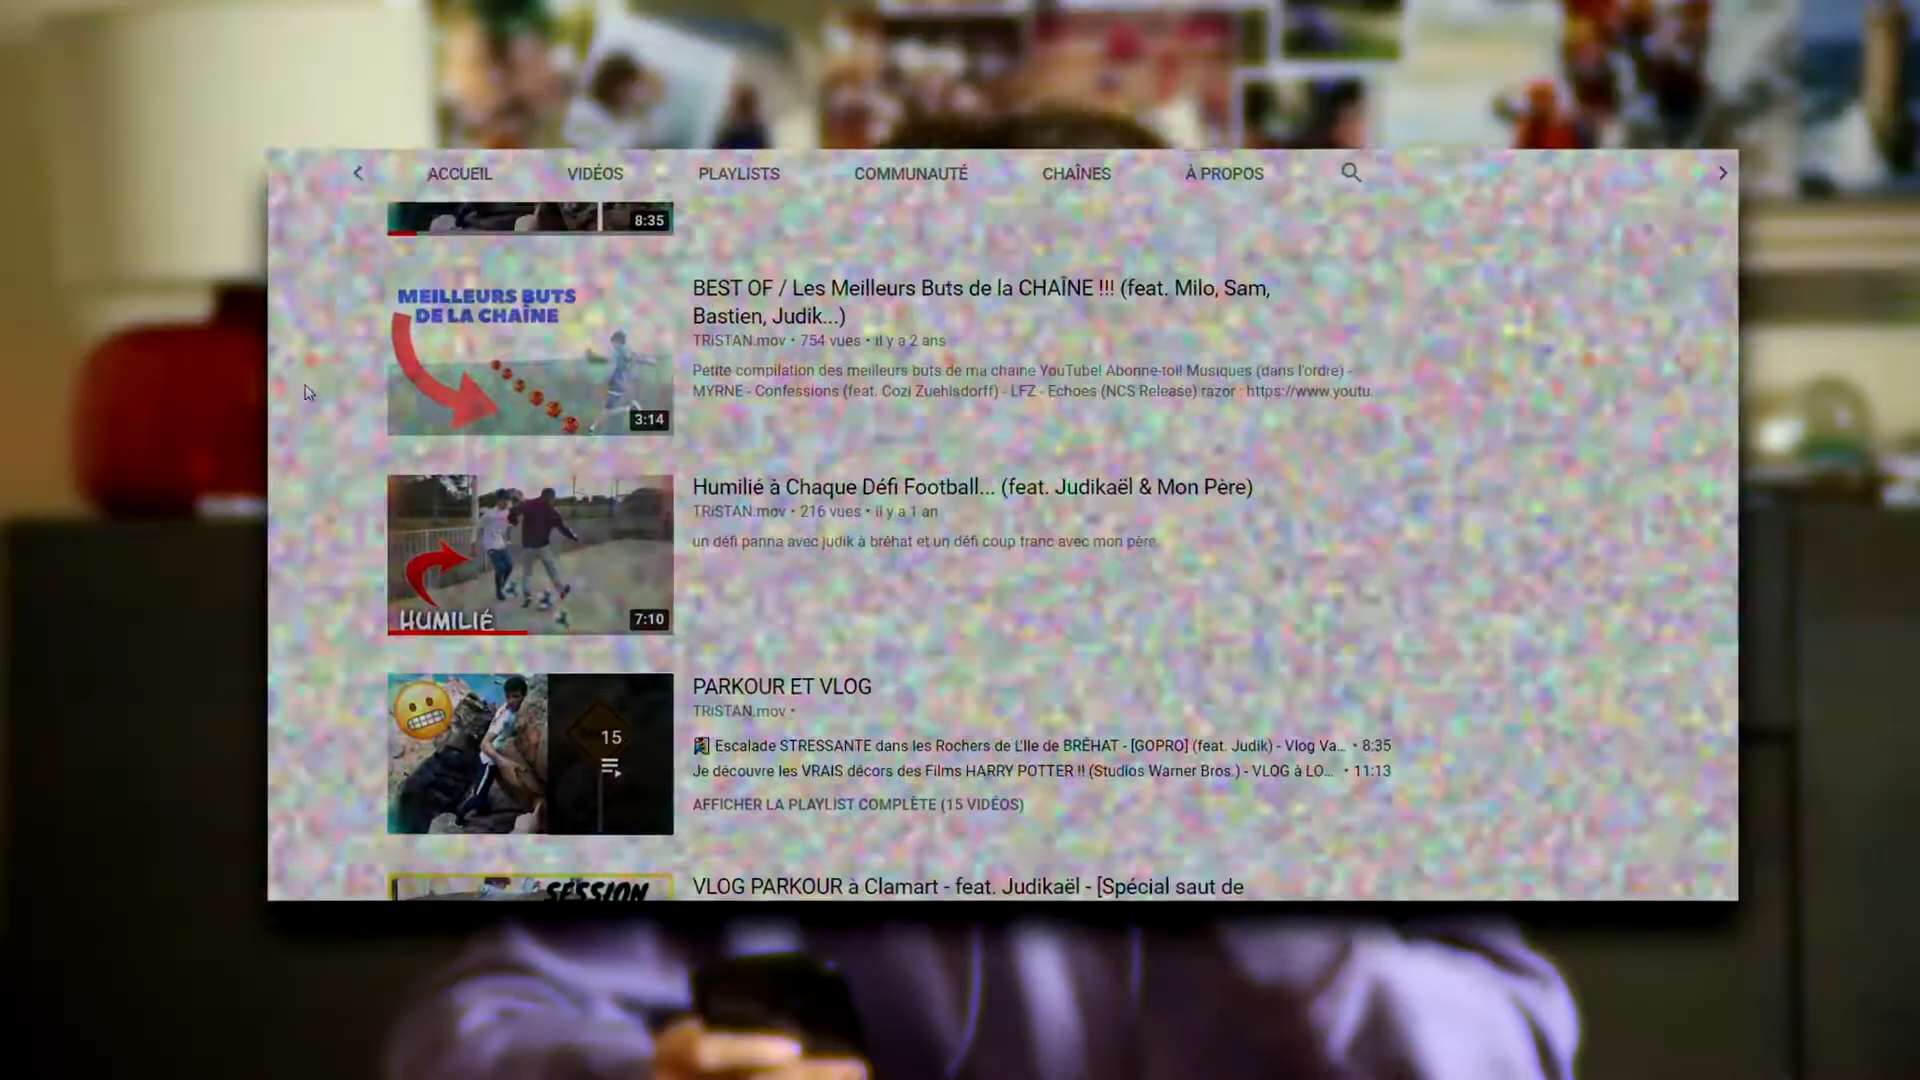 ACCUEIL
VIDÉOS
PLAYLISTS
COMMUNAUTÉ
CHAÎNES
À PROPOS
8:35
MEILLEURS BUTS
DE LA CHAÎNE
3:14
BEST OF / Les Meilleurs Buts de la CHAÎNE !!! (feat. Milo, Sam,
Bastien, Judik...)
TRiSTAN.mov • 754 vues • il y a 2 ans
Petite compilation des meilleurs buts de ma chaine YouTube! Abonne-toi! Musiques (dans l'ordre) -
MYRNE - Confessions (feat. Cozi Zuehlsdorff) - LFZ - Echoes (NCS Release) razor : https://www.youtu.
HUMILIÉ
7:10
Humilié à Chaque Défi Football... (feat. Judikaël & Mon Père)
TRiSTAN.mov • 216 vues • il y a 1 an
un défi panna avec judik à bréhat et un défi coup franc avec mon père.
15
PARKOUR ET VLOG
TRiSTAN.mov •
Escalade STRESSANTE dans les Rochers de L'Ile de BRÉHAT - [GOPRO] (feat. Judik) - Vlog Va... • 8:35
Je découvre les VRAIS décors des Films HARRY POTTER !! (Studios Warner Bros.) - VLOG à LO... • 11:13
AFFICHER LA PLAYLIST COMPLÈTE (15 VIDÉOS)
SESSION
VLOG PARKOUR à Clamart - feat. Judikaël - [Spécial saut de